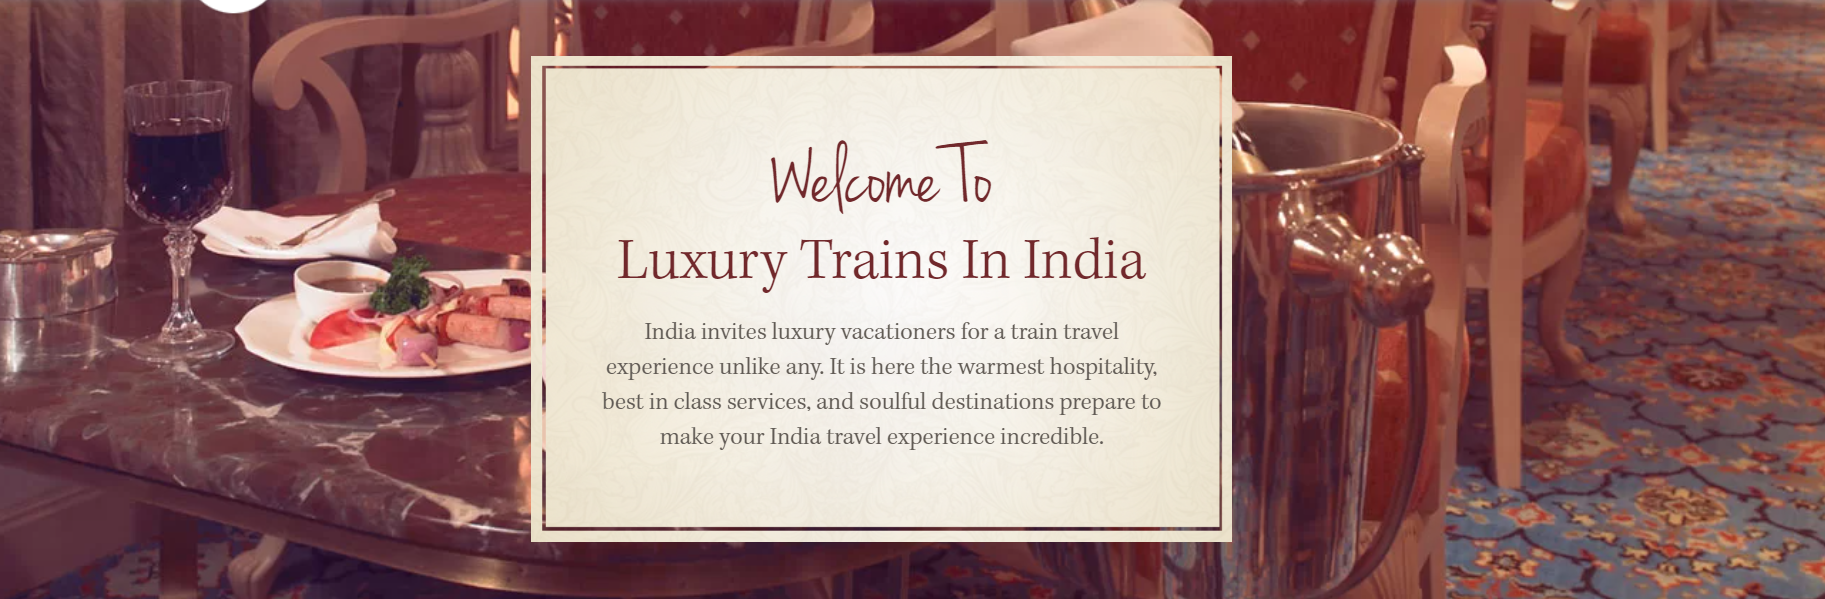 Welcome To
Luxury Trains In India
India invites luxury vacationers for a train travel
experience unlike any. It is here the warmest hospitality,
best in class services, and soulful destinations prepare to
make your India travel experience incredible.